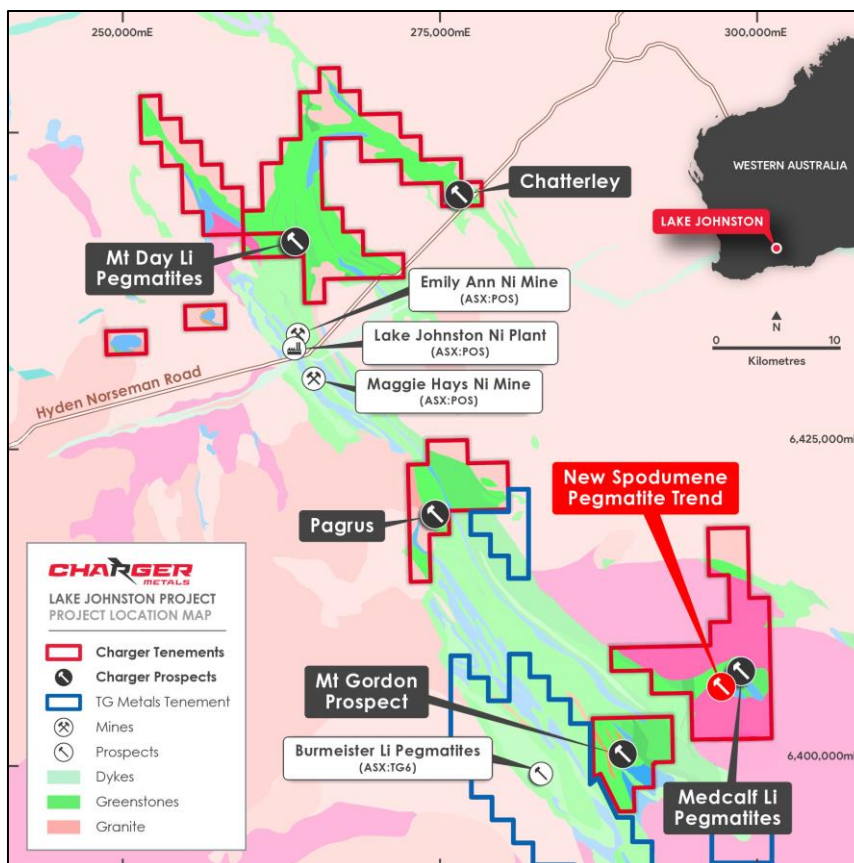 250,000mE
275,000mE
300,000mE
WESTERN AUSTRALIA
LAKE JOHNSTON
Chatterley
Mt Day Li
Pegmatites
Emily Ann Ni Mine
(ASX:POS)
Lake Johnston Ni Plant
(ASX:POS)
Maggie Hays Ni Mine
(ASX:POS)
N
0
10
Kilometres
Hyden Norseman Road
6,425,000mN
New Spodumene
Pegmatite Trend
Pagrus
CHARGER
METALS
LAKE JOHNSTON PROJECT
PROJECT LOCATION MAP
Charger Tenements
Charger Prospects
TG Metals Tenement
Mines
Prospects
Dykes
Greenstones
Granite
Mt Gordon
Prospect
Burmeister Li Pegmatites
(ASX:TG6)
6,400,000mN
Medcalf Li
Pegmatites